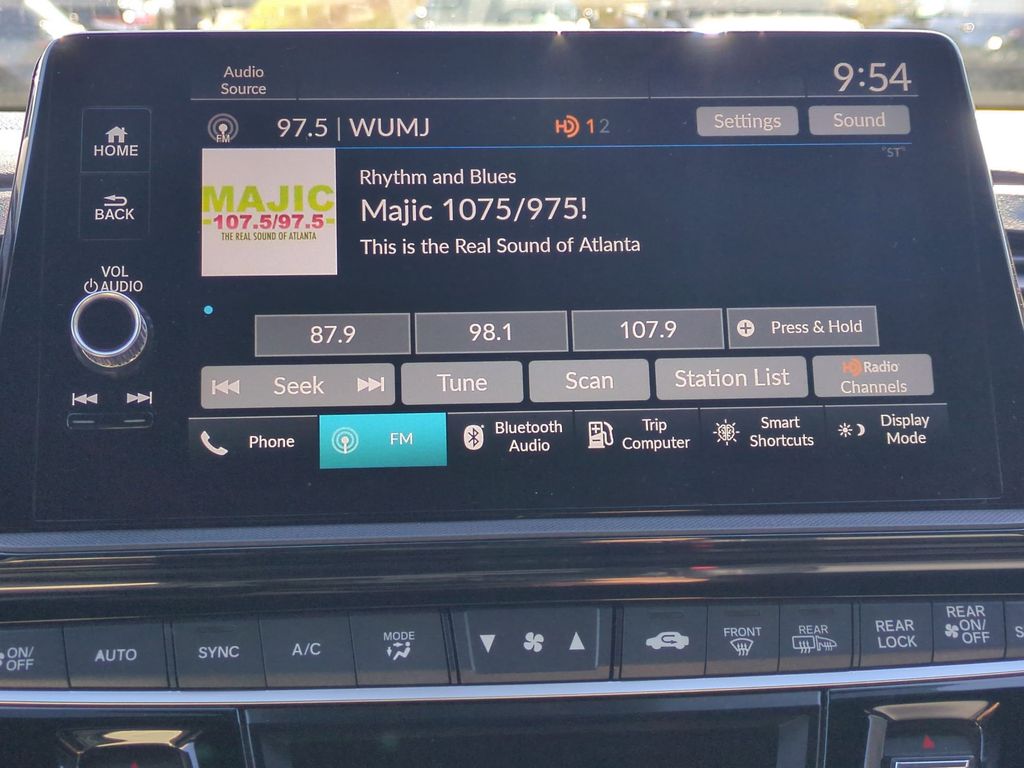 Audio
Source
9:54
HOME
FM
97.5 | WUMJ
HD 1 2
Settings
Sound
"ST"
BACK
MAJIC
-107.5/97.5-
THE REAL SOUND OF ATLANTA
Rhythm and Blues
Majic 1075/975!
This is the Real Sound of Atlanta
VOL
AUDIO
87.9
98.1
107.9
Press & Hold
Seek
Tune
Scan
Station List
HD Radio
Channels
Phone
FM
Bluetooth
Audio
Trip
Computer
Smart
Shortcuts
Display
Mode
ON/
OFF
AUTO
SYNC
A/C
MODE
FRONT
REAR
REAR
LOCK
REAR
ON/
OFF